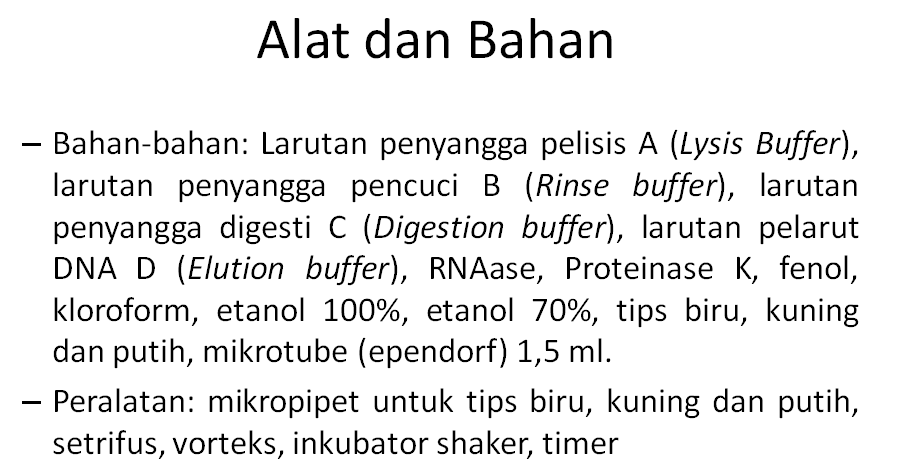 Alat dan Bahan
– Bahan-bahan: Larutan penyangga pelisis A (Lysis Buffer),
larutan penyangga pencuci B (Rinse buffer), larutan
penyangga digesti C (Digestion buffer), larutan pelarut
DNA D (Elution buffer), RNAase, Proteinase K, fenol,
kloroform, etanol 100%, etanol 70%, tips biru, kuning
dan putih, mikrotube (ependorf) 1,5 ml.
– Peralatan: mikropipet untuk tips biru, kuning dan putih,
setrifus, vorteks, inkubator shaker, timer